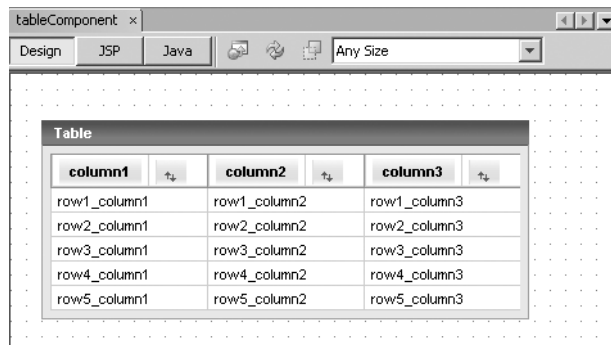 tableComponent ×
Design JSP Java Any Size
Table
column1 column2 column3
row1_column1 row1_column2 row1_column3
row2_column1 row2_column2 row2_column3
row3_column1 row3_column2 row3_column3
row4_column1 row4_column2 row4_column3
row5_column1 row5_column2 row5_column3